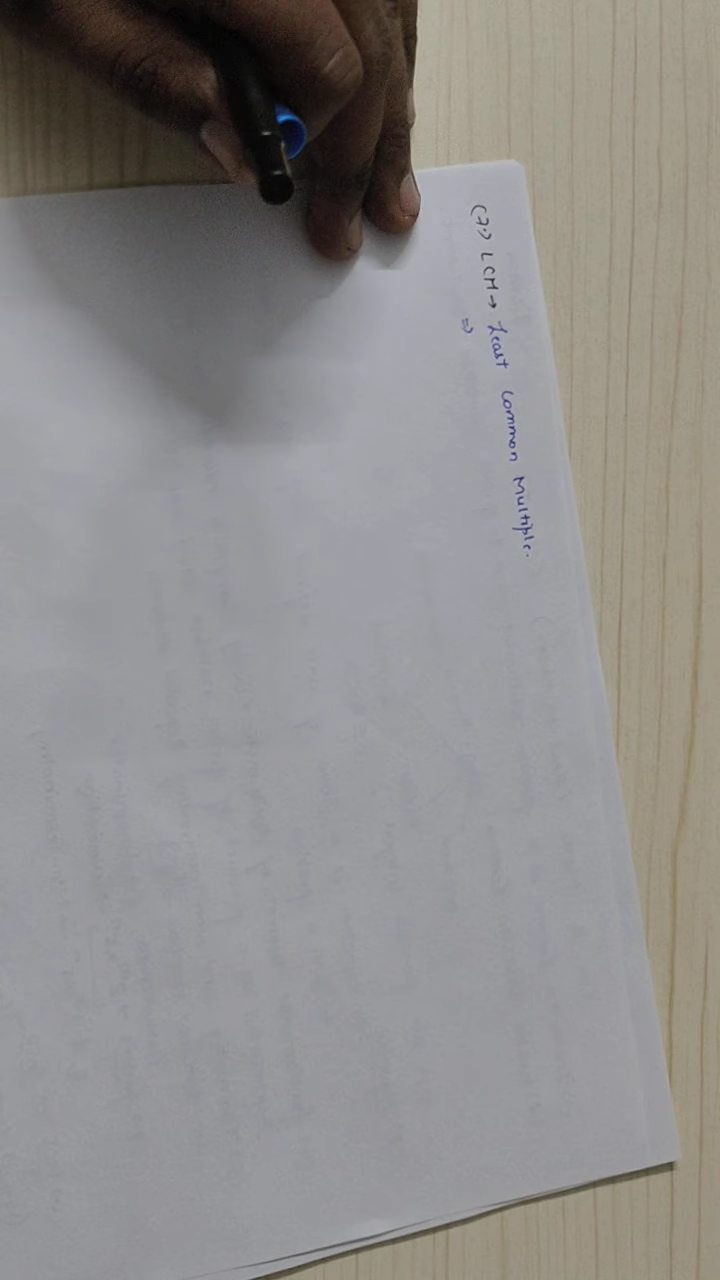 (7.) LCM → Least Common Multiple.
⇒